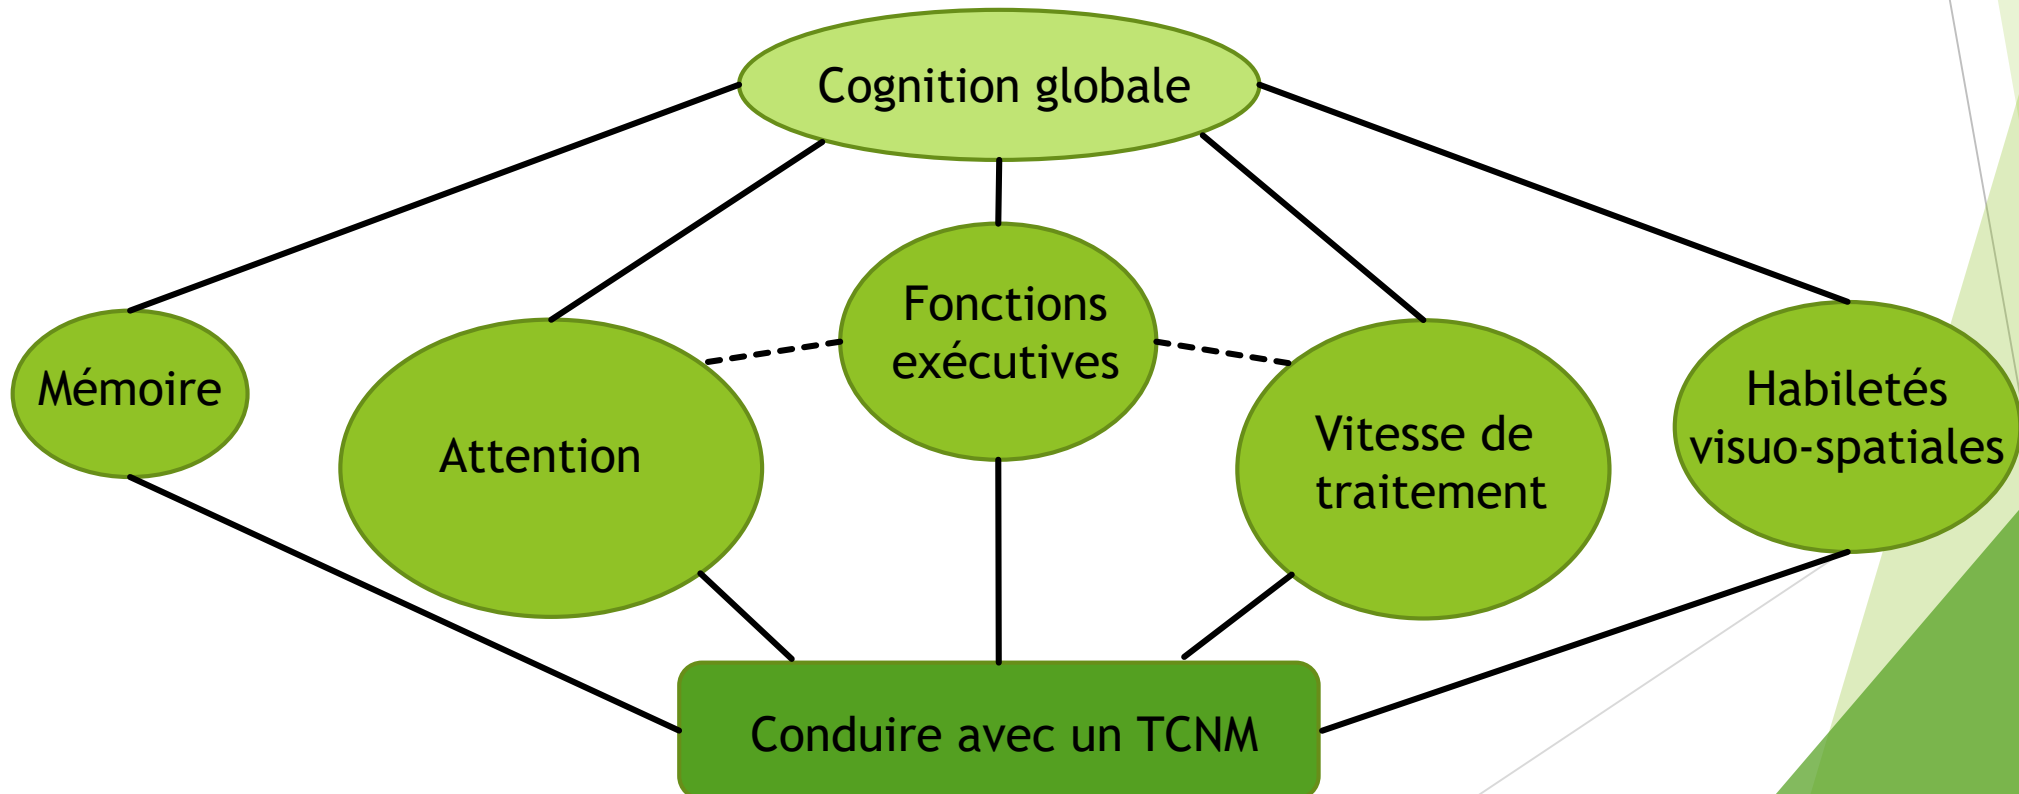 Cognition globale
Mémoire
Attention
Fonctions
exécutives
Vitesse de
traitement
Habiletés
visuo-spatiales
Conduire avec un TCNM